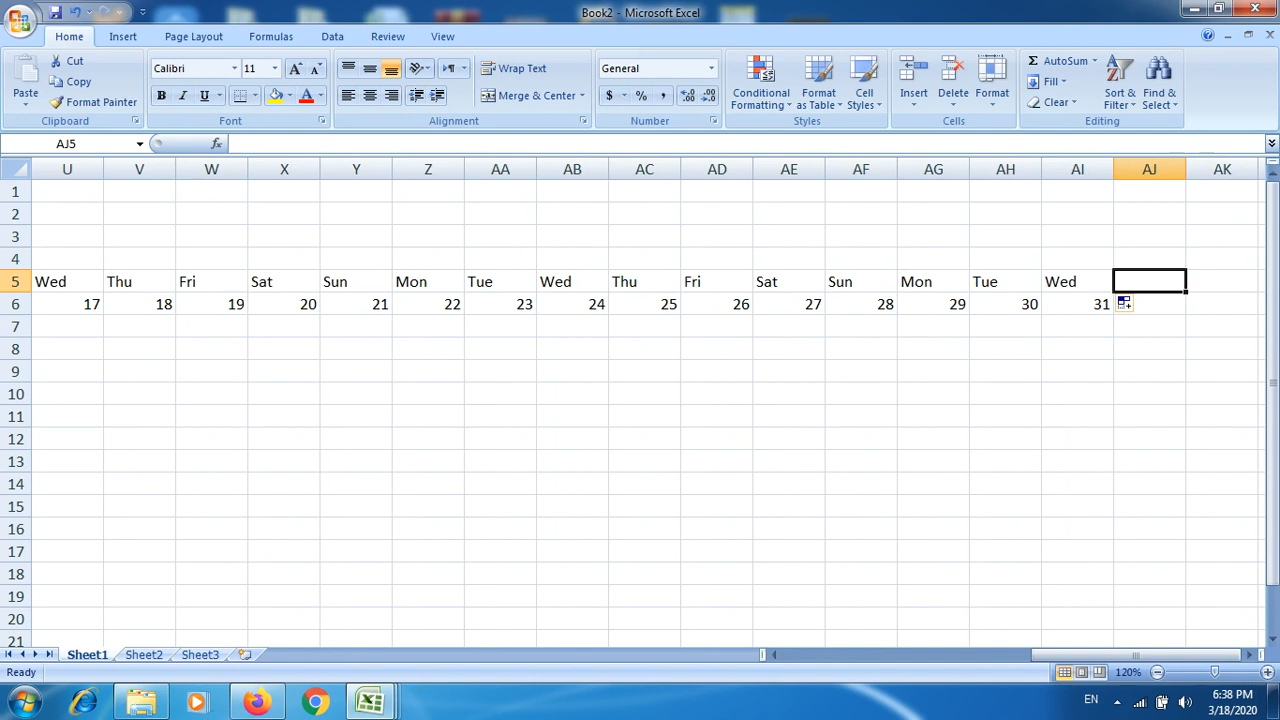 Book2 - Microsoft Excel
Home Insert Page Layout Formulas Data Review View
Paste Cut Copy Format Painter
Calibri 11 A A
B I U A
Wrap Text
Merge & Center
General
$ % , .0 .00 .00 .0
Conditional Formatting Format as Table Cell Styles
Insert Delete Format
Σ AutoSum Fill Clear
Sort & Filter Find & Select
Clipboard Font Alignment Number Styles Cells Editing
AJ5 fx
U V W X Y Z AA AB AC AD AE AF AG AH AI AJ AK
1
2
3
4
5 Wed Thu Fri Sat Sun Mon Tue Wed Thu Fri Sat Sun Mon Tue Wed
6 17 18 19 20 21 22 23 24 25 26 27 28 29 30 31
7
8
9
10
11
12
13
14
15
16
17
18
19
20
21
Sheet1 Sheet2 Sheet3
Ready 120%
EN 6:38 PM
3/18/2020